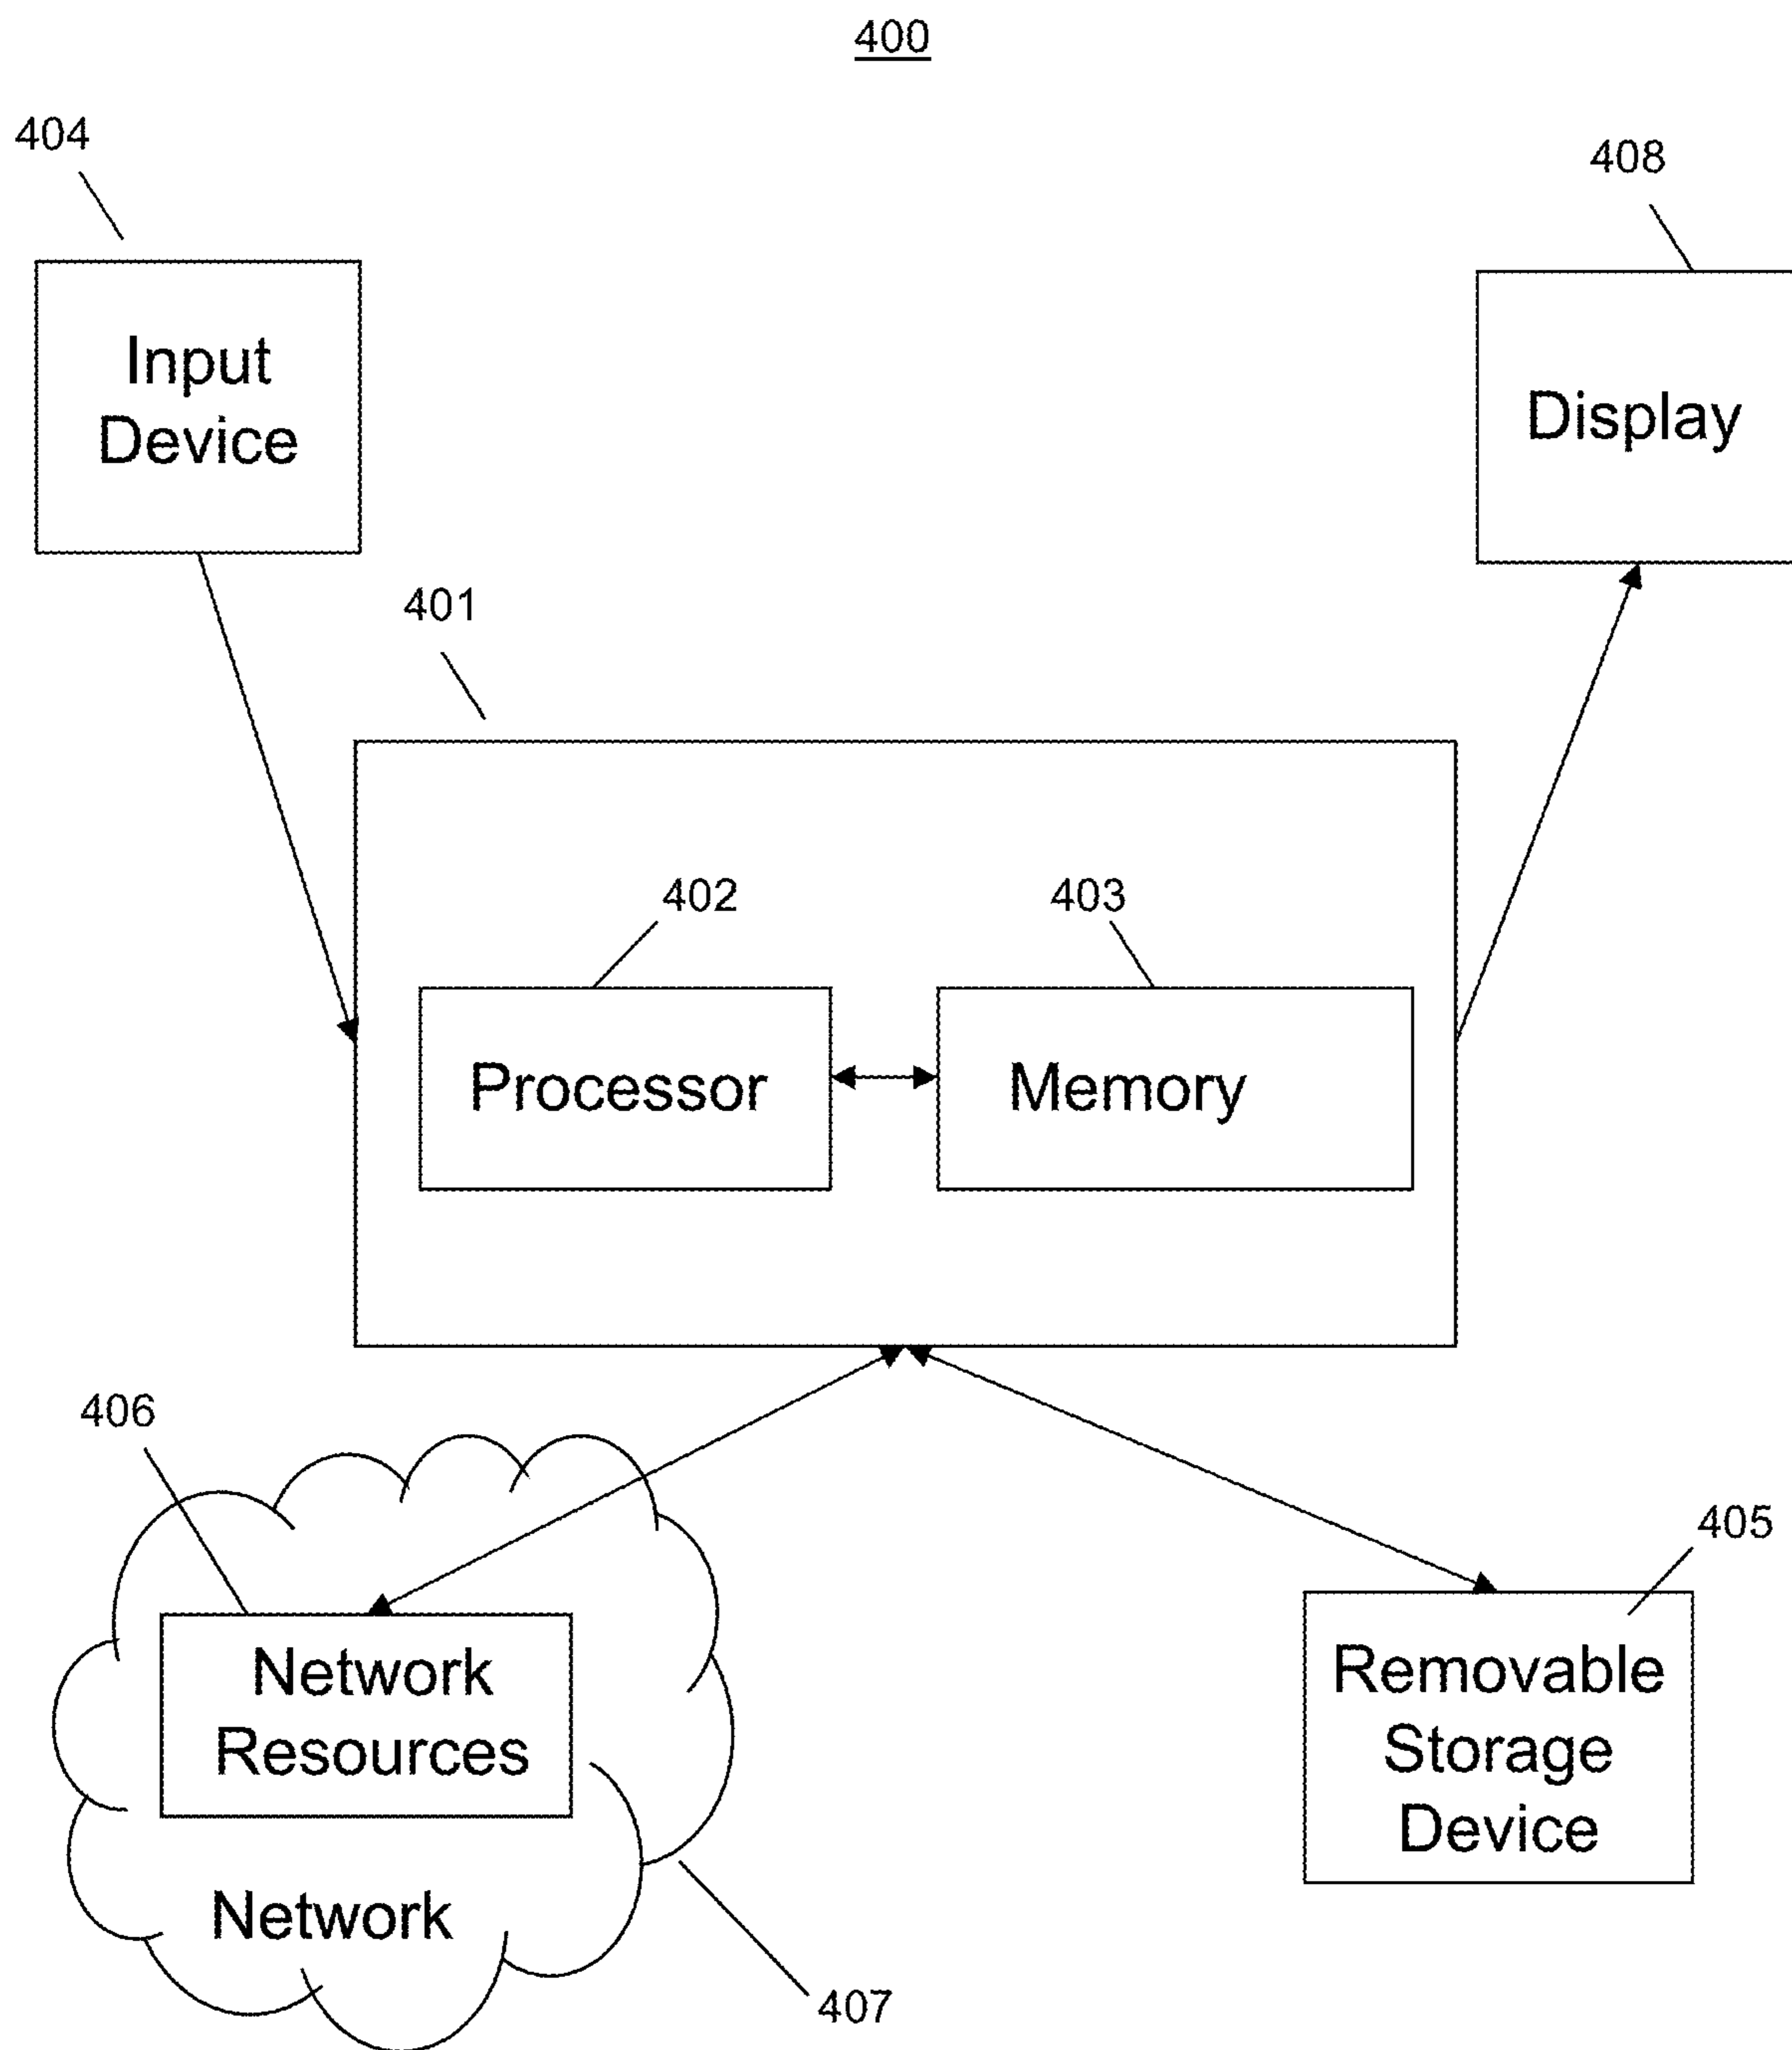 400
404
408
Input
Device
Display
401
402
403
Processor
Memory
406
405
Network
Resources
Removable
Storage
Device
Network
407